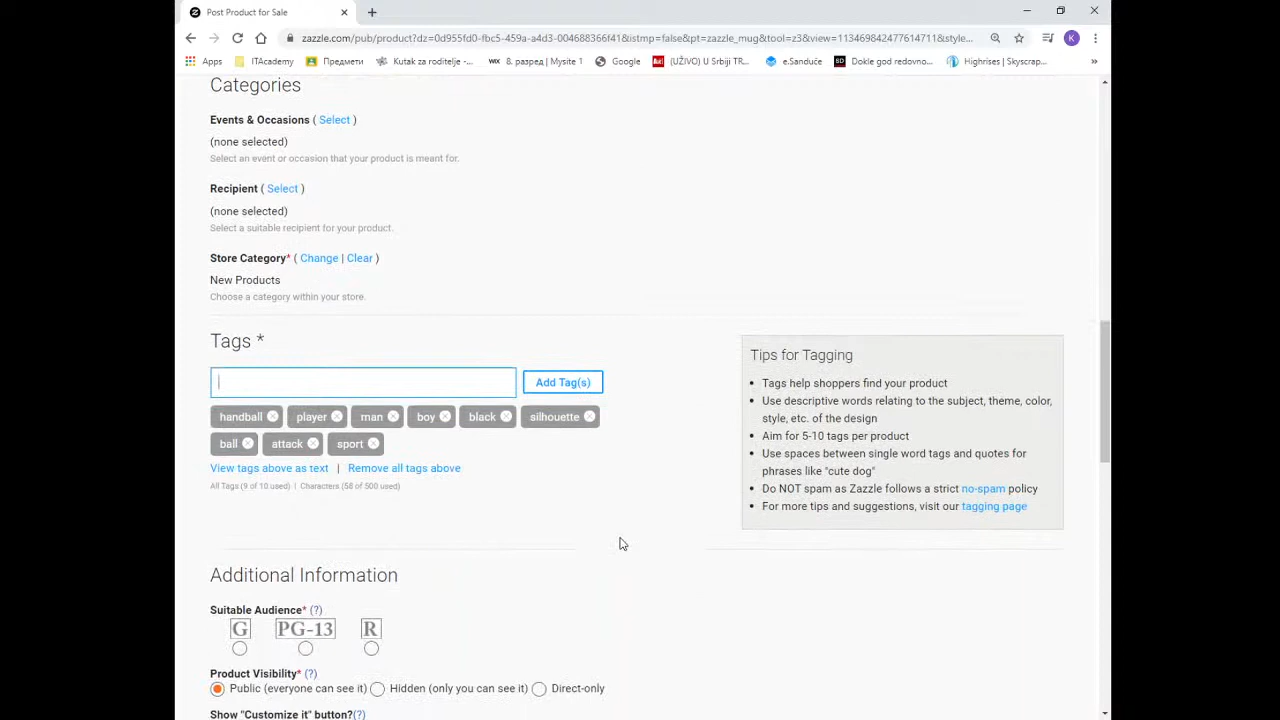 Post Product for Sale
zazzle.com/pub/product?dz=0d955fd0-fbc5-459a-a4d3-004688366f41&istmp=false&pt=zazzle_mug&tool=z3&view=113469842477614711&style...
K
Apps ITAcademy Предмети Kutak za roditelje -... WIX 8. разред | Mysite 1 Google (UŽIVO) U Srbiji TR... e.Sanduče SD Dokle god redovno... Highrises | Skyscrap... »
Categories
Events & Occasions ( Select )
(none selected)
Select an event or occasion that your product is meant for.
Recipient ( Select )
(none selected)
Select a suitable recipient for your product.
Store Category* ( Change | Clear )
New Products
Choose a category within your store.
Tags *
Add Tag(s)
handball player man boy black silhouette
ball attack sport
View tags above as text | Remove all tags above
All Tags (9 of 10 used) | Characters (58 of 500 used)
Tips for Tagging
• Tags help shoppers find your product
• Use descriptive words relating to the subject, theme, color,
style, etc. of the design
• Aim for 5-10 tags per product
• Use spaces between single word tags and quotes for
phrases like "cute dog"
• Do NOT spam as Zazzle follows a strict no-spam policy
• For more tips and suggestions, visit our tagging page
Additional Information
Suitable Audience* (?)
G PG-13 R
Product Visibility* (?)
Public (everyone can see it) Hidden (only you can see it) Direct-only
Show "Customize it" button?(?)